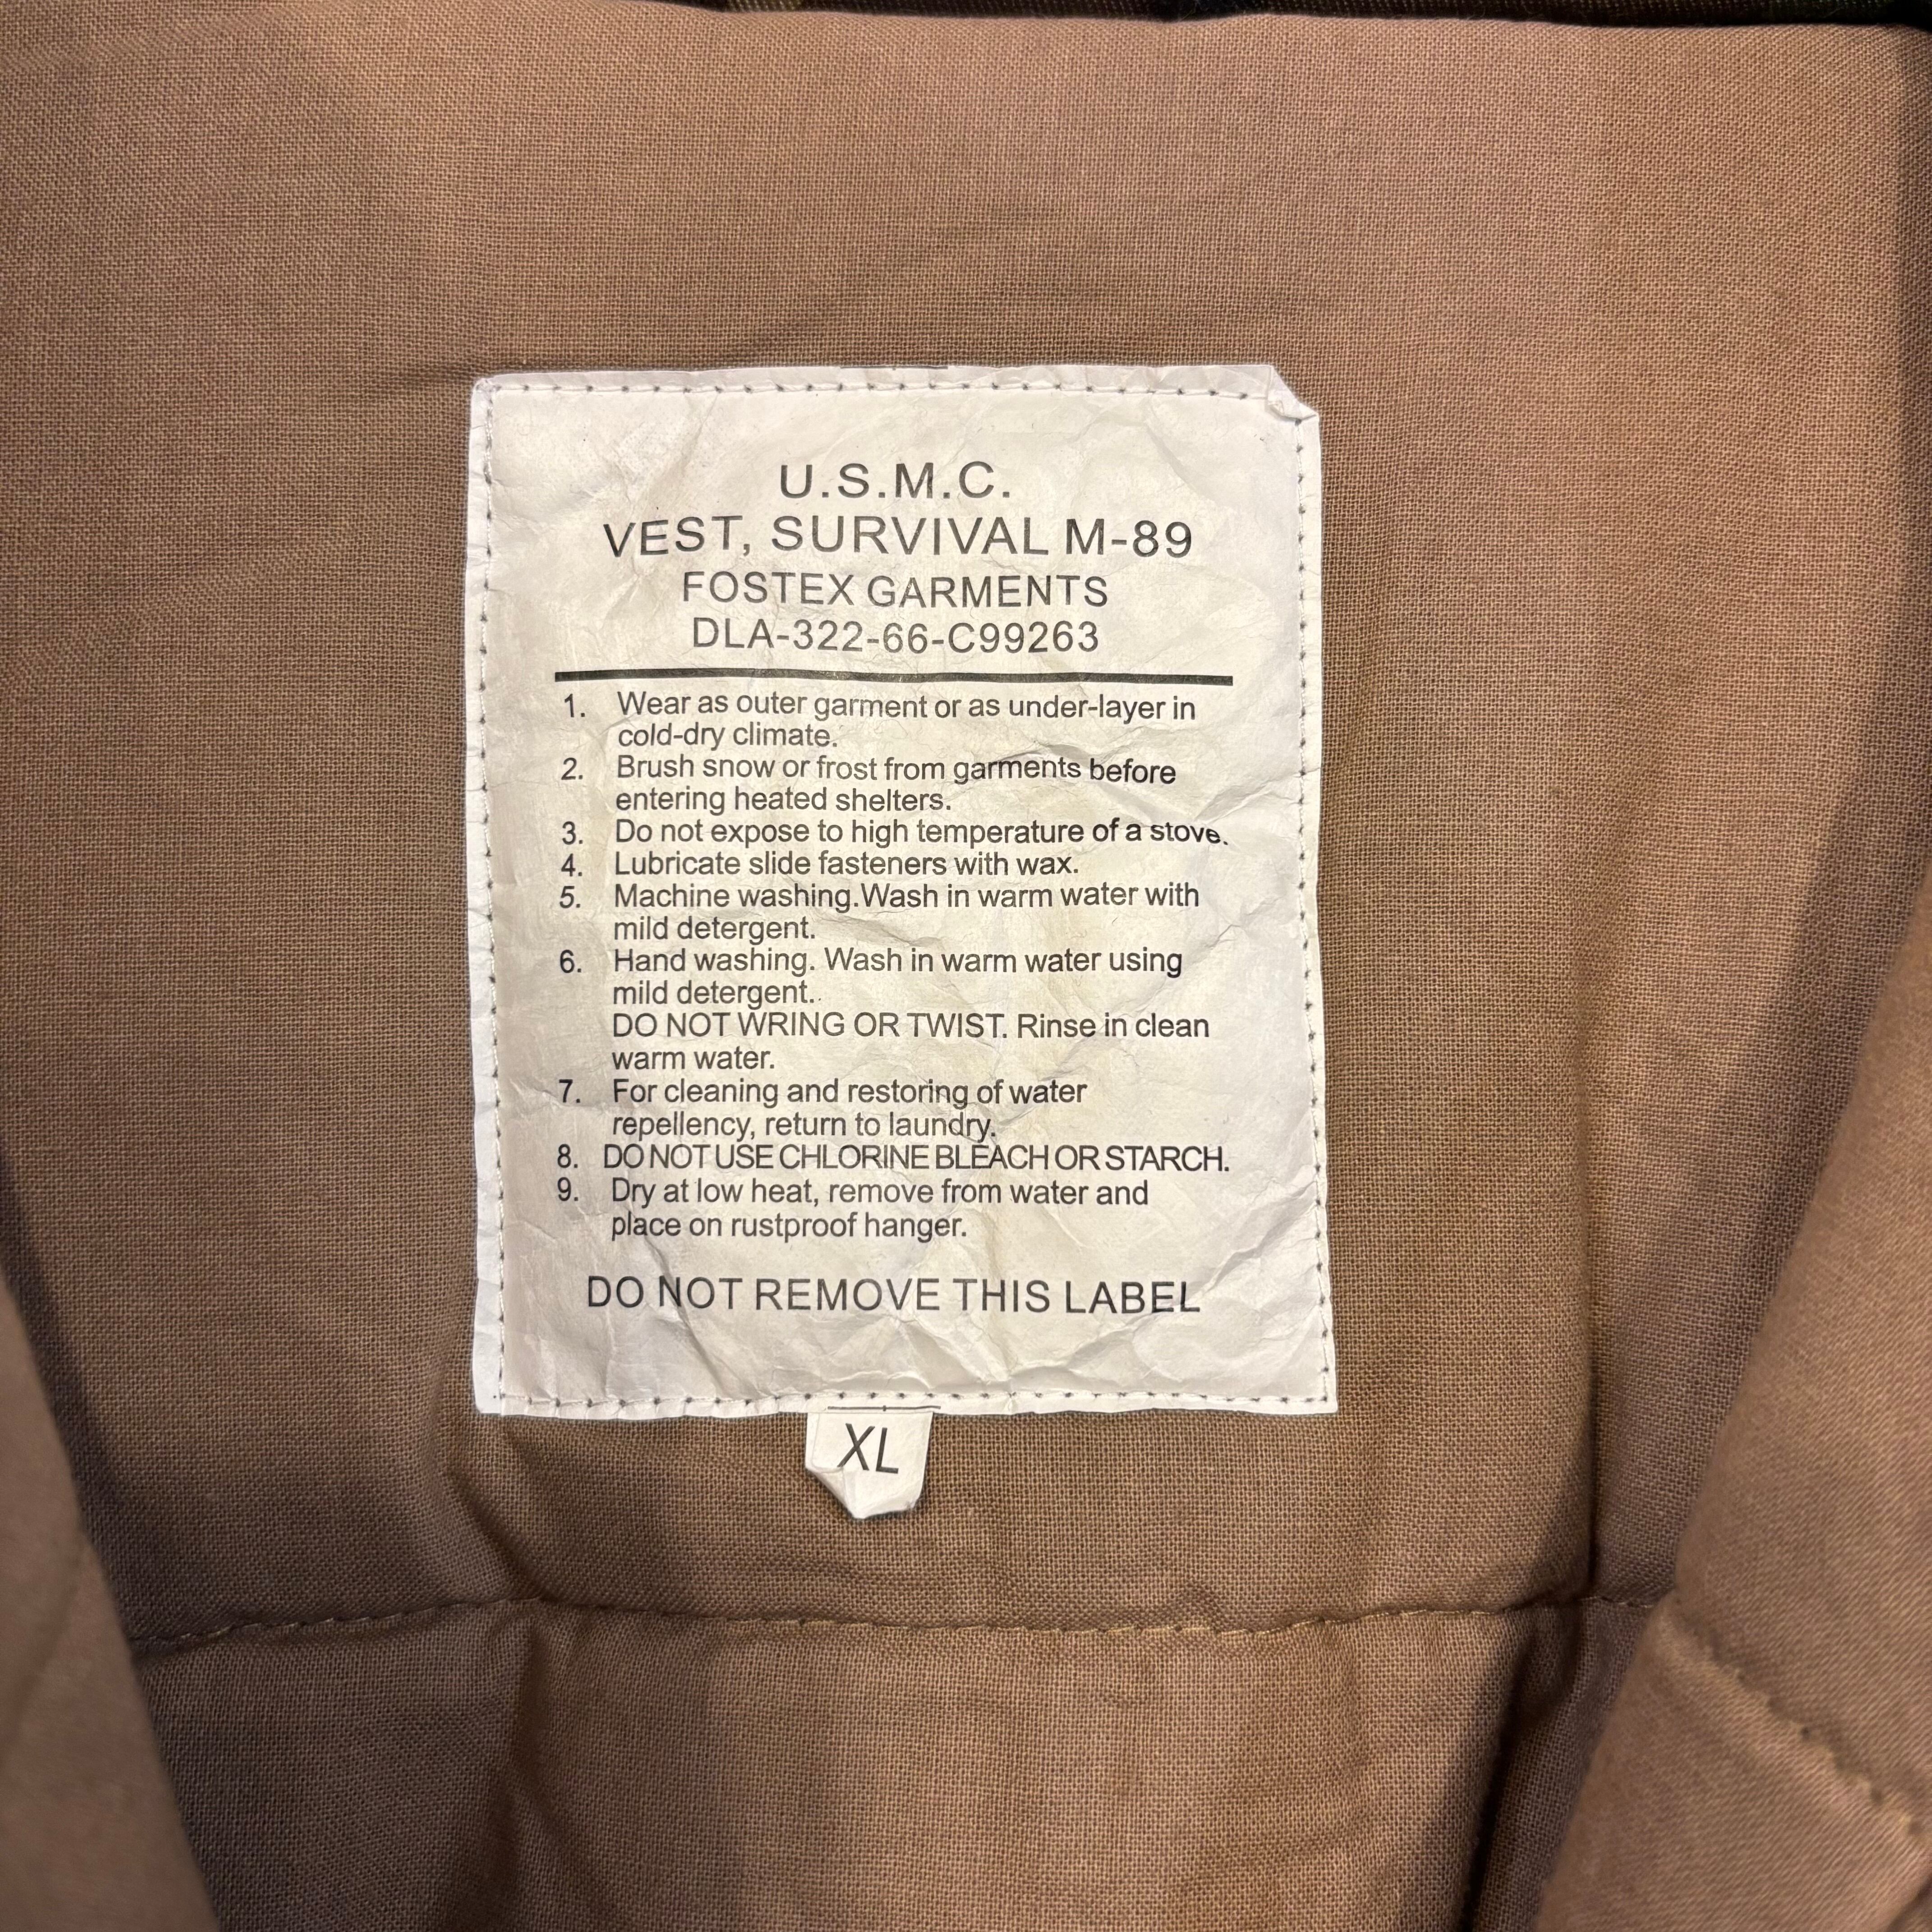 U.S.M.C.
VEST, SURVIVAL M-89
FOSTEX GARMENTS
DLA-322-66-C99263
1. Wear as outer garment or as under-layer in
cold-dry climate.
2. Brush snow or frost from garments before
entering heated shelters.
3. Do not expose to high temperature of a stove.
4. Lubricate slide fasteners with wax.
5. Machine washing.Wash in warm water with
mild detergent.
6. Hand washing. Wash in warm water using
mild detergent..
DO NOT WRING OR TWIST. Rinse in clean
warm water.
7. For cleaning and restoring of water
repellency, return to laundry.
8. DO NOT USE CHLORINE BLEACH OR STARCH.
9. Dry at low heat, remove from water and
place on rustproof hanger.
DO NOT REMOVE THIS LABEL
XL